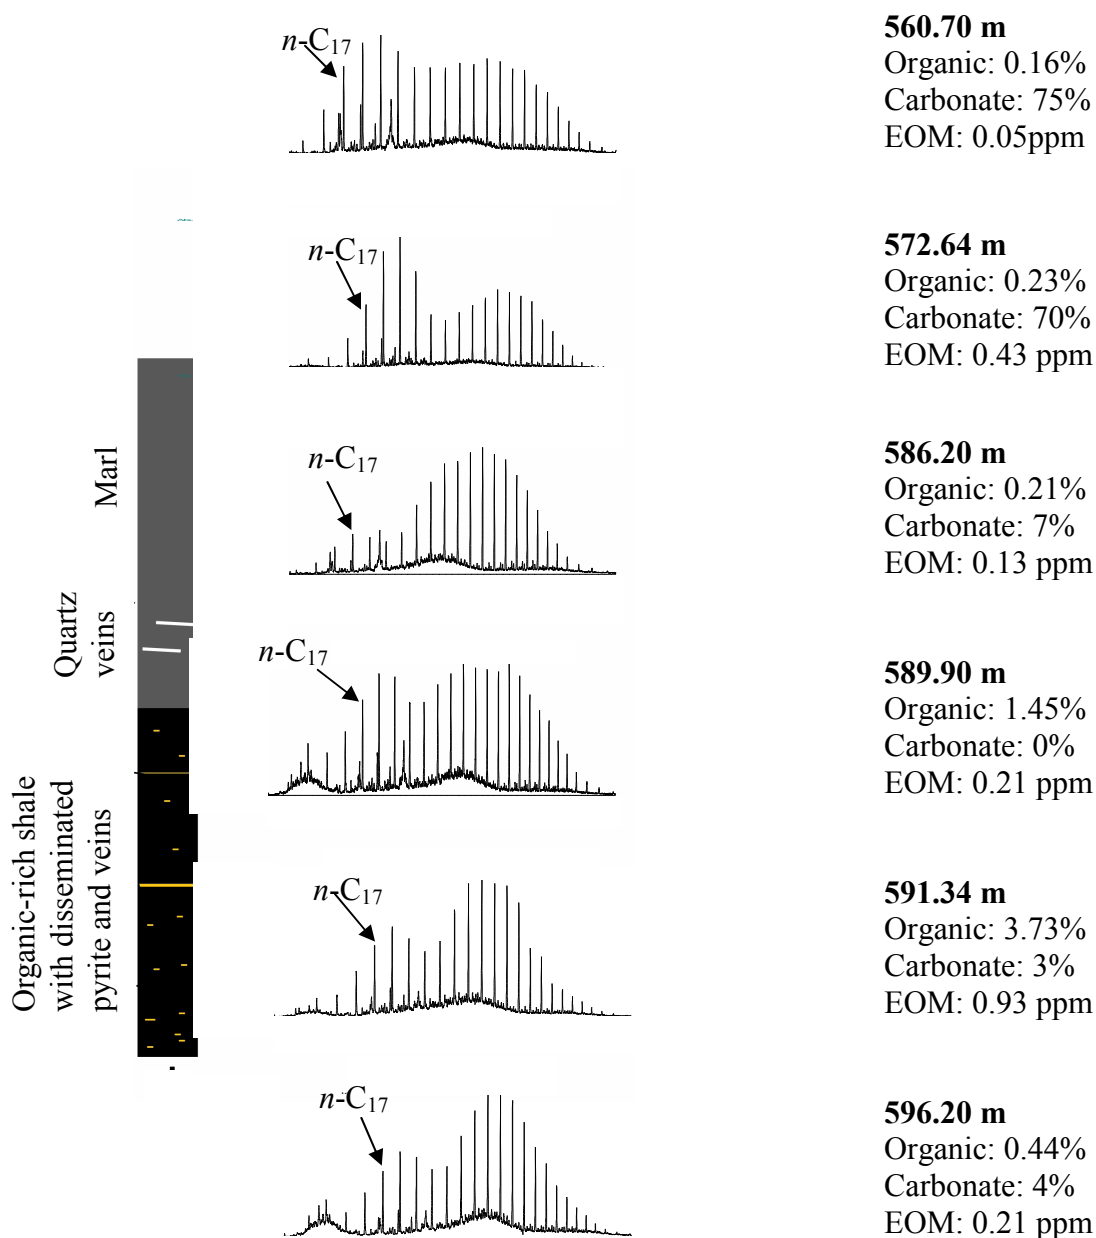 n-C17
560.70 m
Organic: 0.16%
Carbonate: 75%
EOM: 0.05ppm
n-C17
572.64 m
Organic: 0.23%
Carbonate: 70%
EOM: 0.43 ppm
Marl
n-C17
586.20 m
Organic: 0.21%
Carbonate: 7%
EOM: 0.13 ppm
Quartz
veins
n-C17
589.90 m
Organic: 1.45%
Carbonate: 0%
EOM: 0.21 ppm
Organic-rich shale
with disseminated
pyrite and veins
n-C17
591.34 m
Organic: 3.73%
Carbonate: 3%
EOM: 0.93 ppm
n-C17
596.20 m
Organic: 0.44%
Carbonate: 4%
EOM: 0.21 ppm